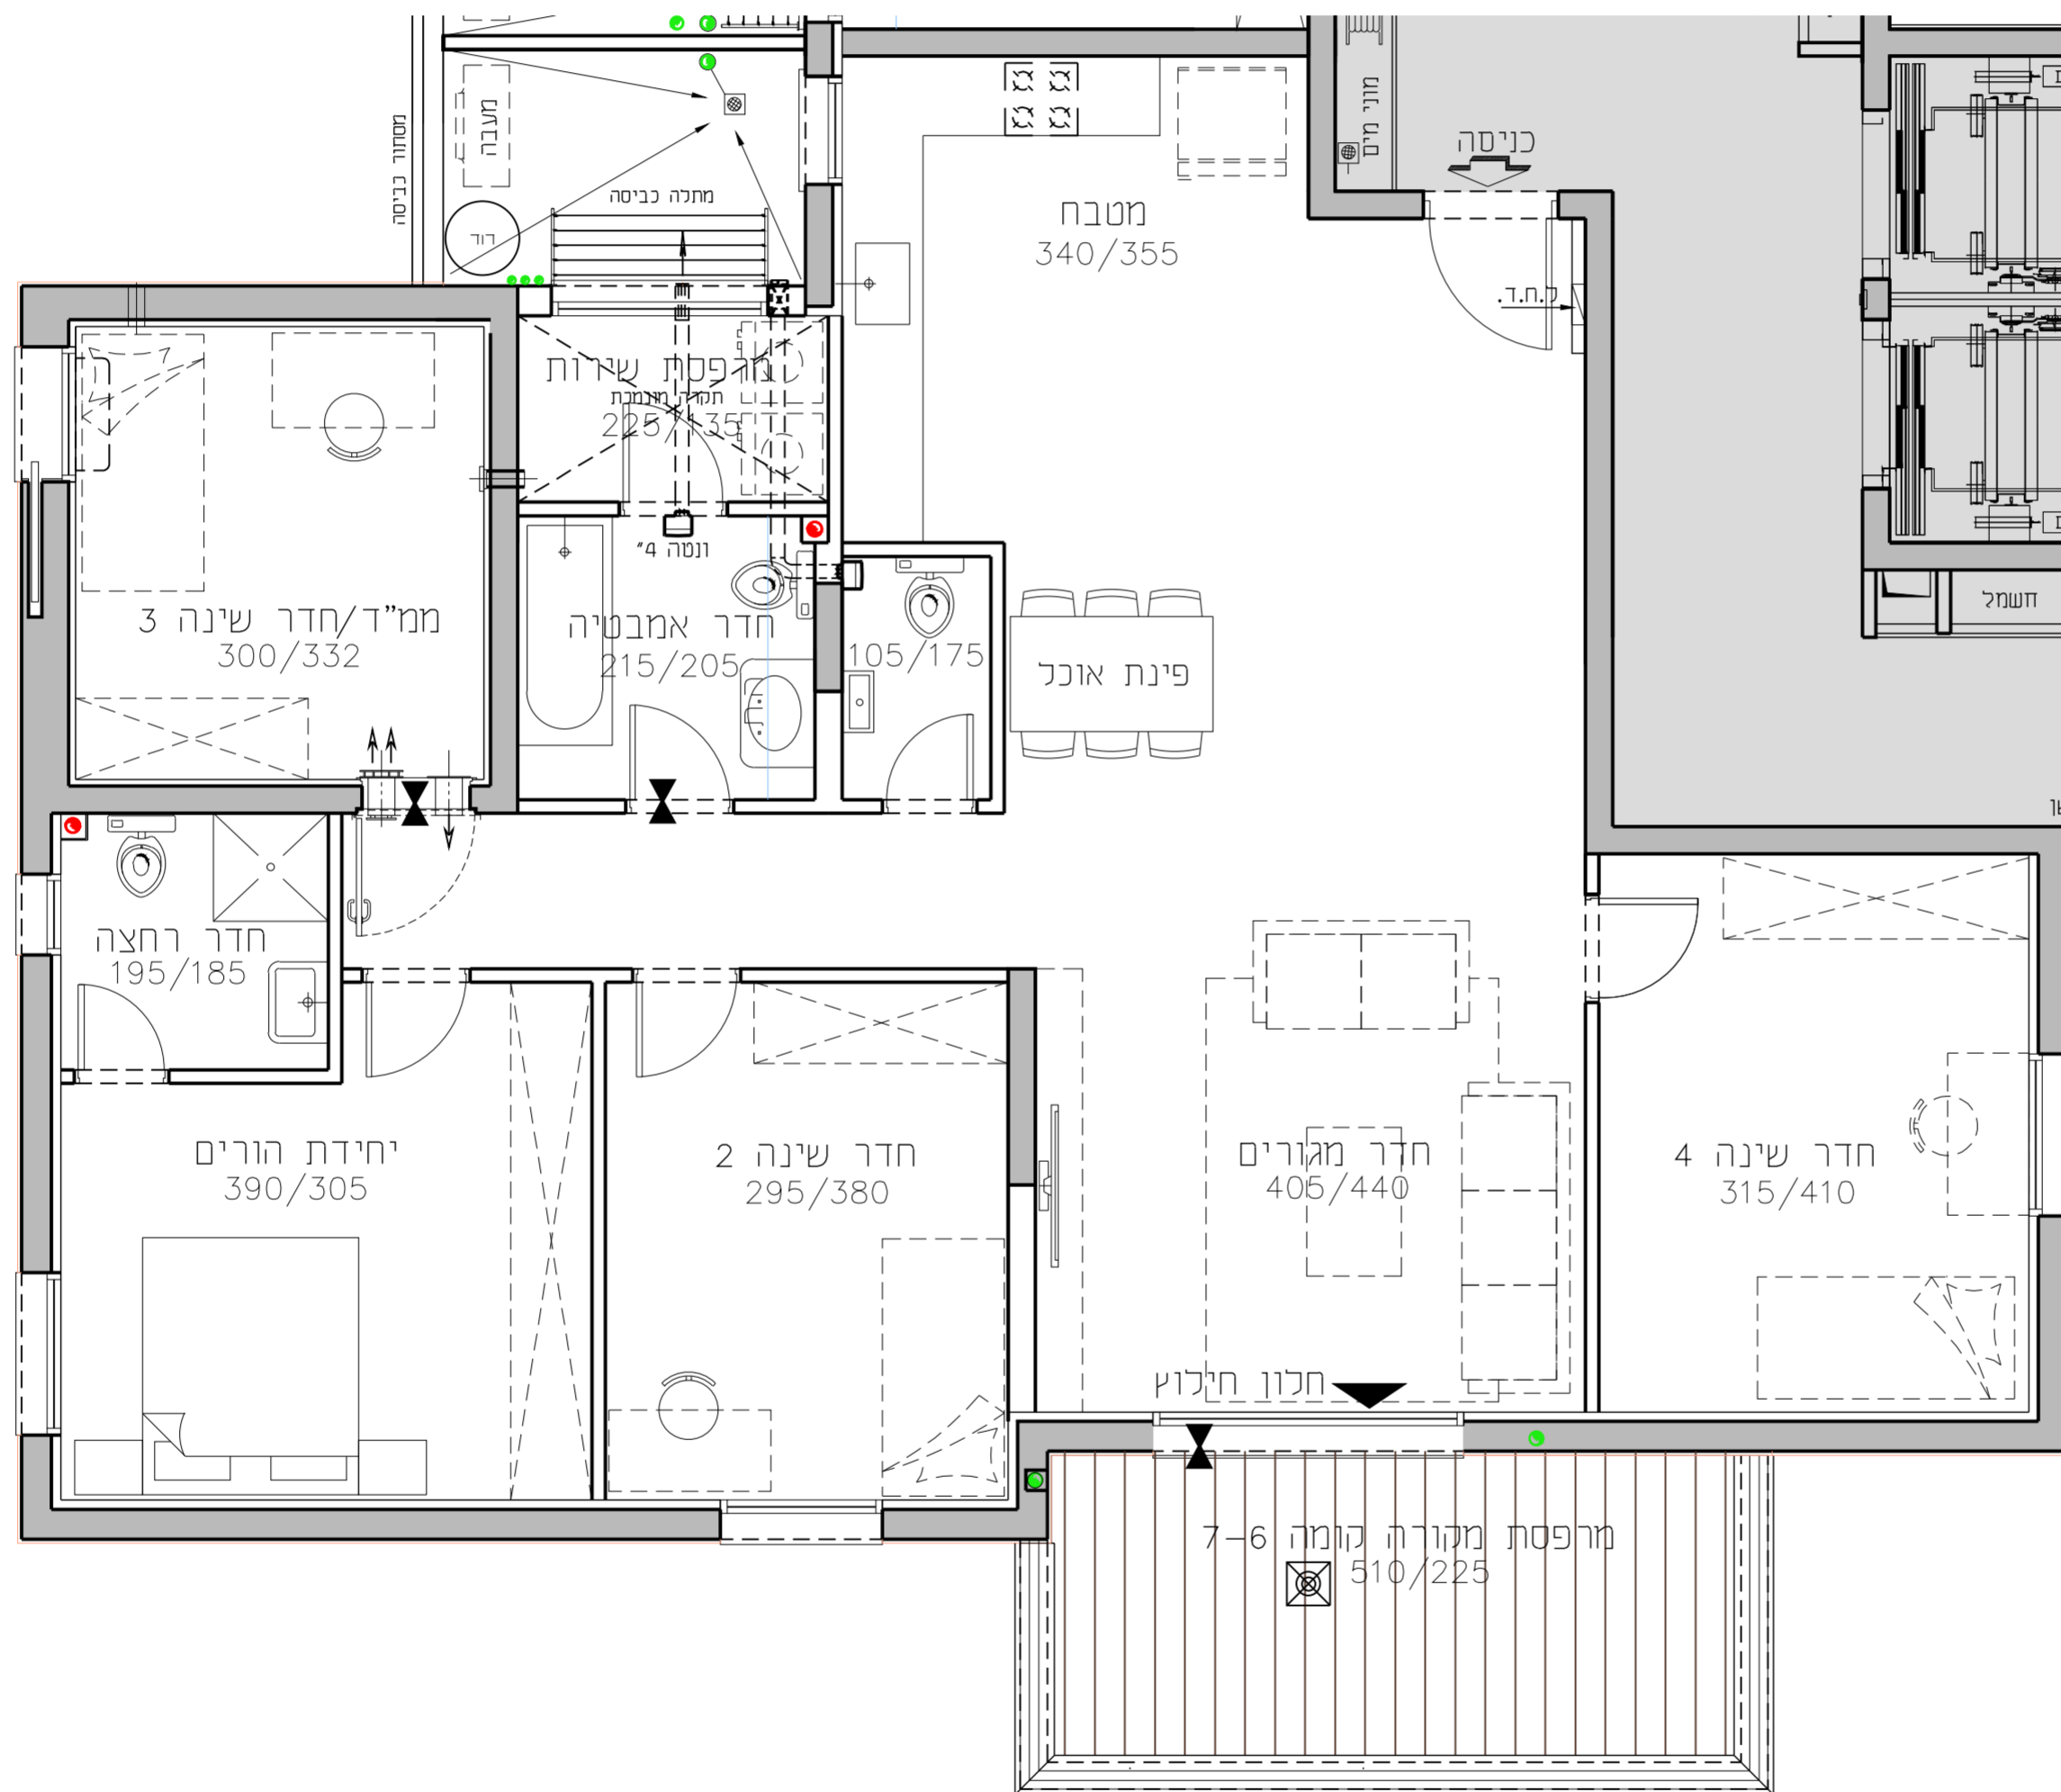 מסתור כביסה
מעבה
דוד
מתלה כביסה
מטבח
340/355
מוני מים
כניסה
ל.ח.ד.
מרפסת שירות
תקרה מונמכת
225/135
ונטה 4"
ממ"ד/חדר שינה 3
300/332
חדר אמבטיה
215/205
105/175
פינת אוכל
חשמל
חדר רחצה
195/185
יחידת הורים
390/305
חדר שינה 2
295/380
חדר מגורים
405/440
חדר שינה 4
315/410
חלון חילוץ
מרפסת מקורה קומה 7-6
510/225